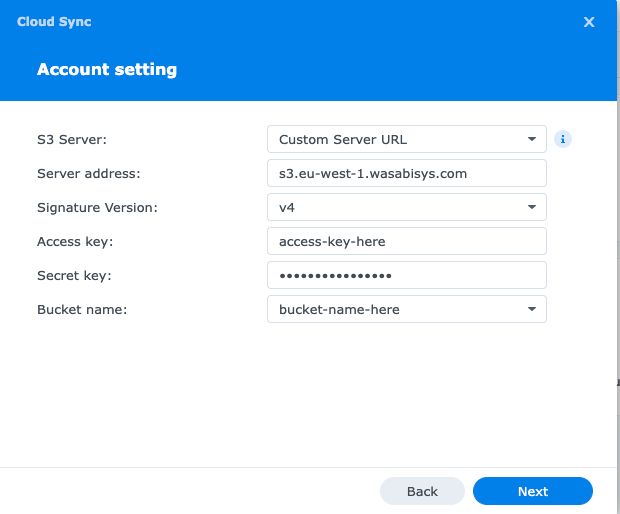 Cloud Sync
Account setting
S3 Server: Custom Server URL
Server address: s3.eu-west-1.wasabisys.com
Signature Version: v4
Access key: access-key-here
Secret key: ••••••••••••••••
Bucket name: bucket-name-here
Back Next